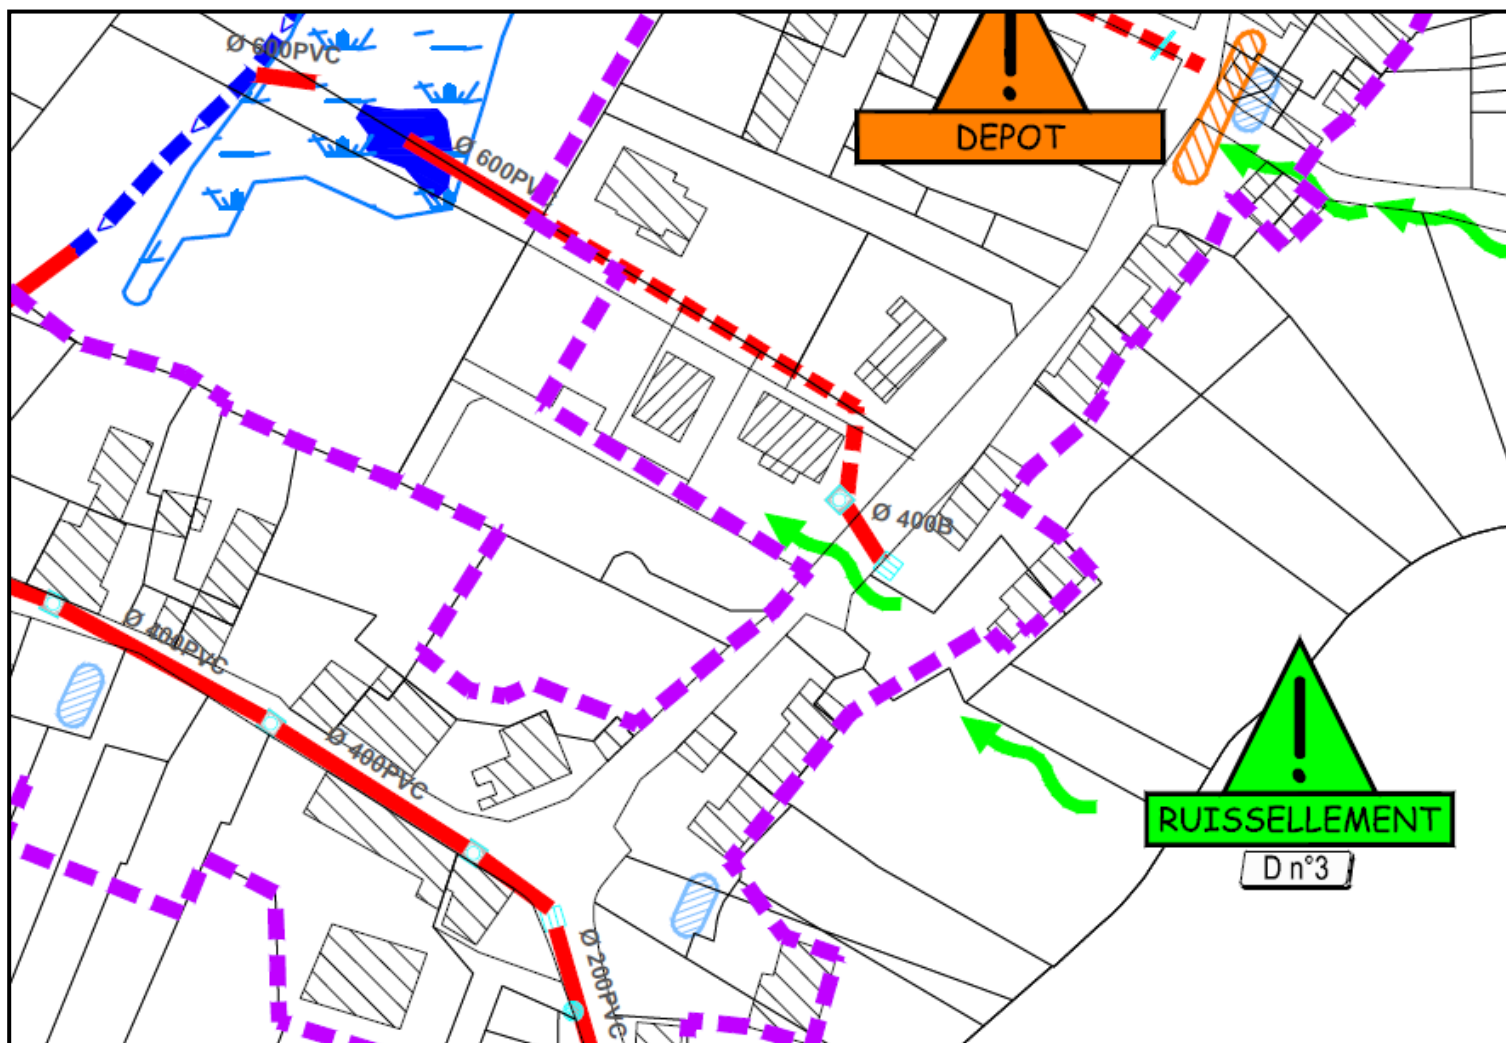 Ø 600PVC
DEPOT
Ø 600PV
Ø 400B
Ø 400PVC
Ø 400PVC
RUISSELLEMENT
D n°3
Ø 200PVC